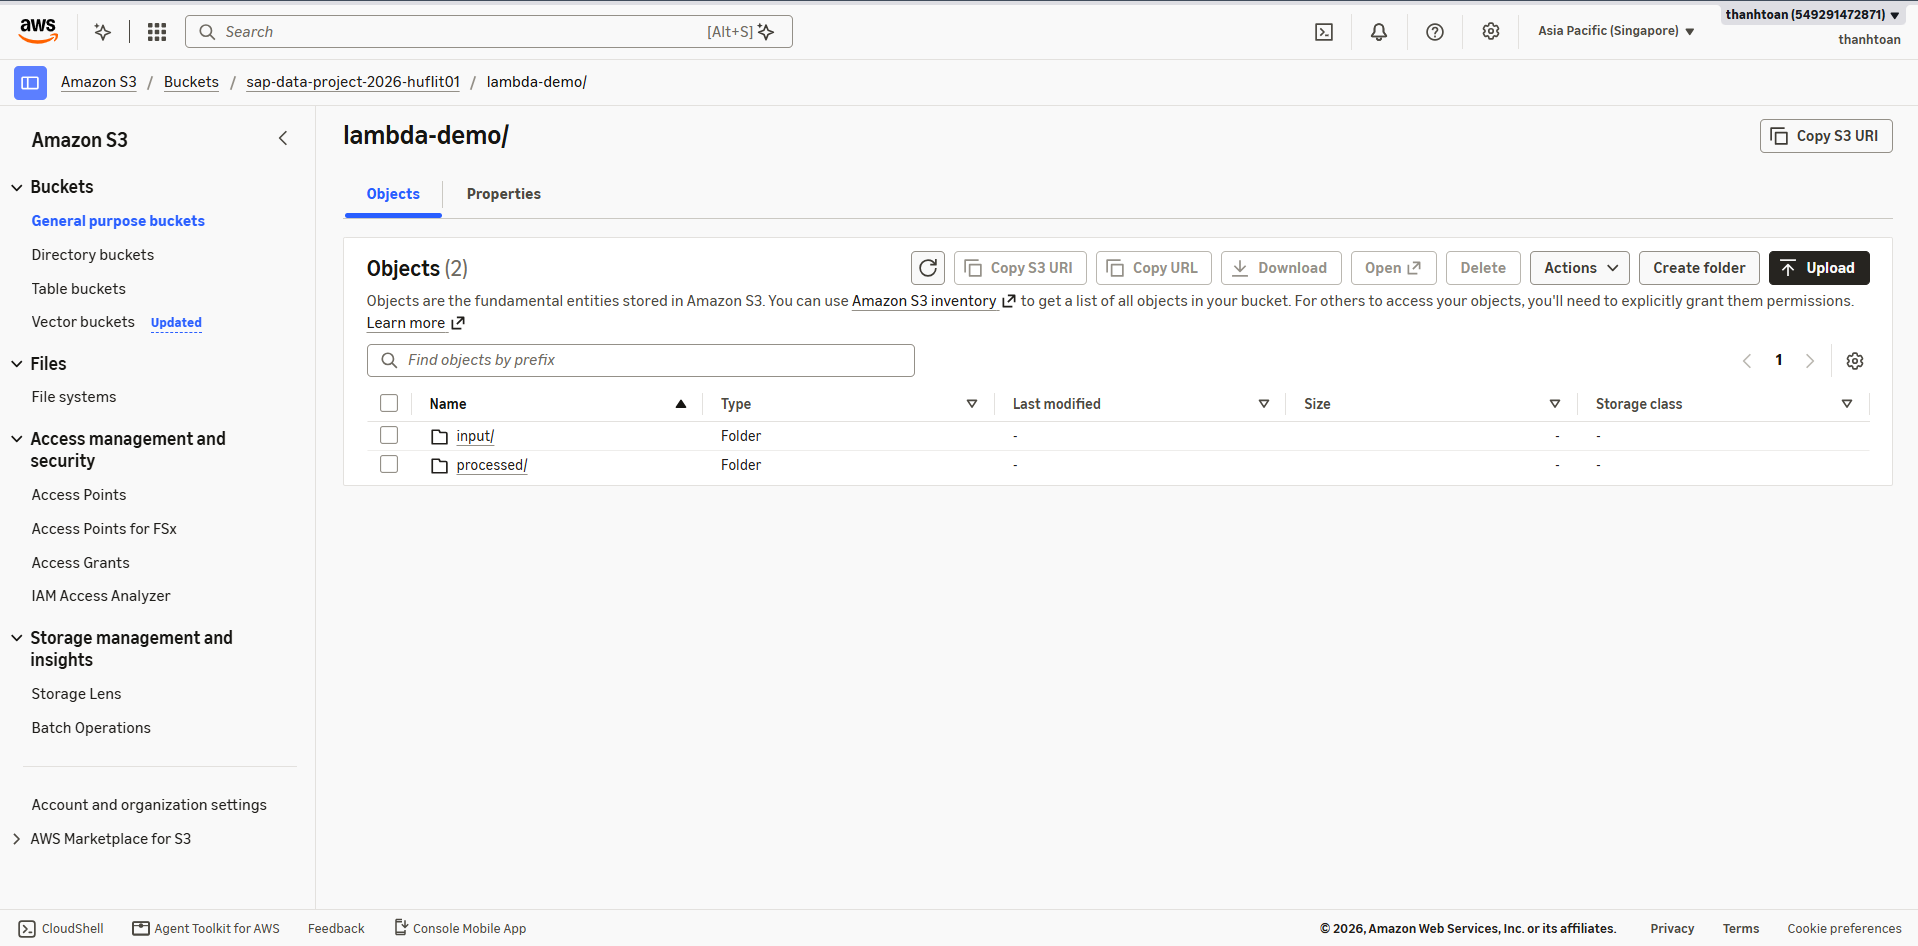 aws
Search
[Alt+S]
Asia Pacific (Singapore)
thanhtoan (549291472871)
thanhtoan
Amazon S3 / Buckets / sap-data-project-2026-huflit01 / lambda-demo/
Amazon S3
Buckets
General purpose buckets
Directory buckets
Table buckets
Vector buckets Updated
Files
File systems
Access management and
security
Access Points
Access Points for FSx
Access Grants
IAM Access Analyzer
Storage management and
insights
Storage Lens
Batch Operations
Account and organization settings
AWS Marketplace for S3
lambda-demo/
Copy S3 URI
Objects Properties
Objects (2)
Copy S3 URI Copy URL Download Open Delete Actions Create folder Upload
Objects are the fundamental entities stored in Amazon S3. You can use Amazon S3 inventory to get a list of all objects in your bucket. For others to access your objects, you'll need to explicitly grant them permissions.
Learn more
Find objects by prefix
1
Name Type Last modified Size Storage class
input/ Folder - - -
processed/ Folder - - -
CloudShell Agent Toolkit for AWS Feedback Console Mobile App
© 2026, Amazon Web Services, Inc. or its affiliates. Privacy Terms Cookie preferences